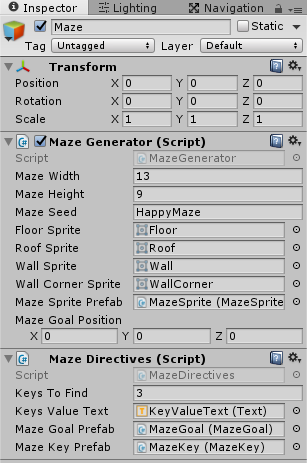 Inspector Lighting Navigation
Maze Static
Tag Untagged Layer Default
Transform
Position X 0 Y 0 Z 0
Rotation X 0 Y 0 Z 0
Scale X 1 Y 1 Z 1
Maze Generator (Script)
Script MazeGenerator
Maze Width 13
Maze Height 9
Maze Seed HappyMaze
Floor Sprite Floor
Roof Sprite Roof
Wall Sprite Wall
Wall Corner Sprite WallCorner
Maze Sprite Prefab MazeSprite (MazeSprite
Maze Goal Position
X 0 Y 0 Z 0
Maze Directives (Script)
Script MazeDirectives
Keys To Find 3
Keys Value Text KeyValueText (Text)
Maze Goal Prefab MazeGoal (MazeGoal)
Maze Key Prefab MazeKey (MazeKey)